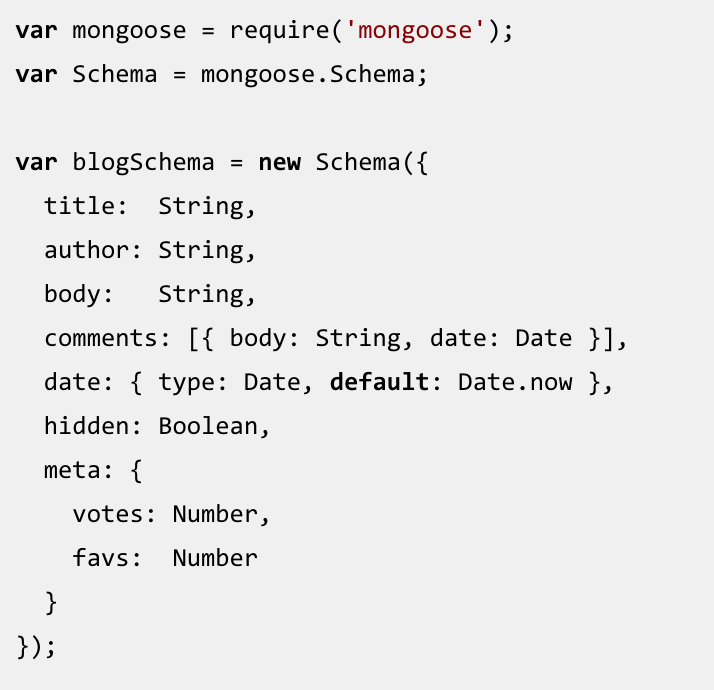 var mongoose = require('mongoose');
var Schema = mongoose.Schema;

var blogSchema = new Schema({
  title:  String,
  author: String,
  body:   String,
  comments: [{ body: String, date: Date }],
  date: { type: Date, default: Date.now },
  hidden: Boolean,
  meta: {
    votes: Number,
    favs:  Number
  }
});